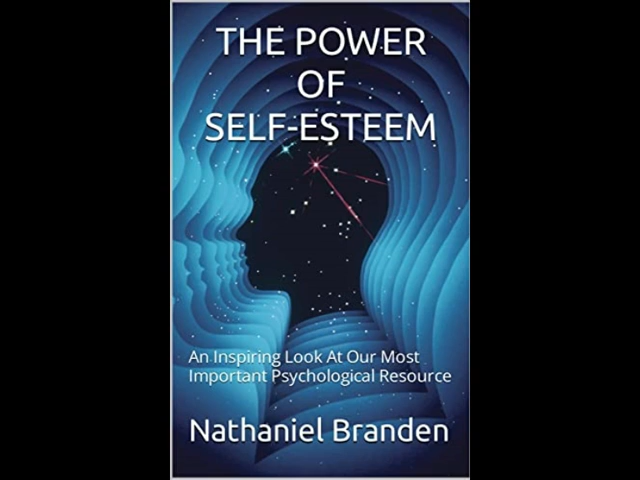 THE POWER
OF
SELF-ESTEEM
An Inspiring Look At Our Most
Important Psychological Resource
Nathaniel Branden